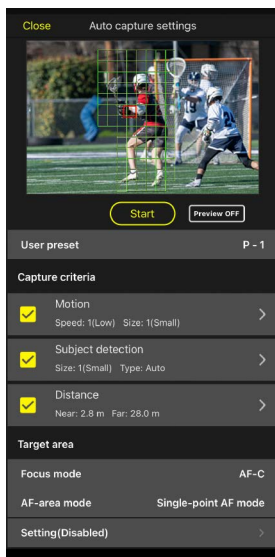 Close Auto capture settings
Start Preview OFF
User preset P - 1
Capture criteria
Motion
Speed: 1(Low) Size: 1(Small)
Subject detection
Size: 1(Small) Type: Auto
Distance
Near: 2.8 m Far: 28.0 m
Target area
Focus mode AF-C
AF-area mode Single-point AF mode
Setting(Disabled)